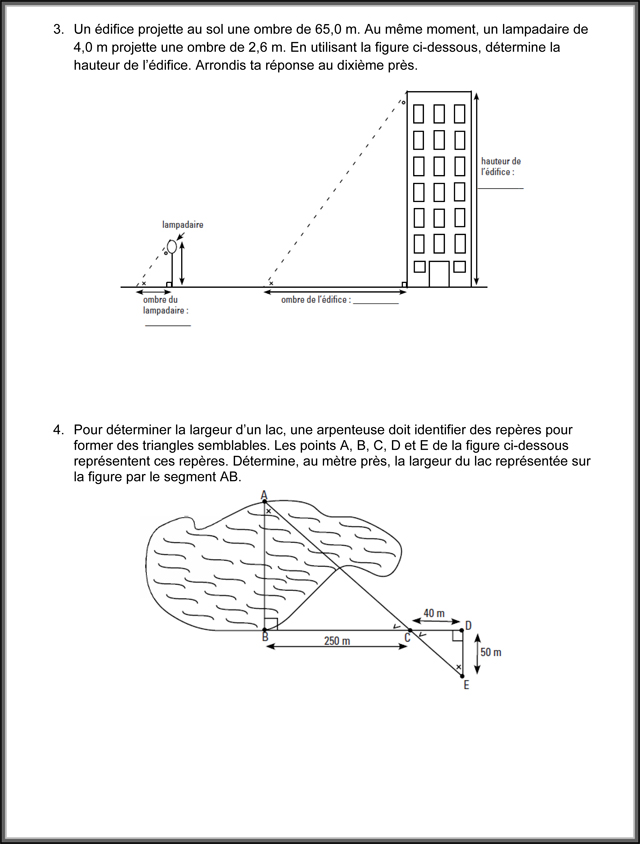 3. Un édifice projette au sol une ombre de 65,0 m. Au même moment, un lampadaire de
4,0 m projette une ombre de 2,6 m. En utilisant la figure ci-dessous, détermine la
hauteur de l'édifice. Arrondis ta réponse au dixième près.
hauteur de
l'édifice :
lampadaire
ombre du
lampadaire :
ombre de l'édifice :
4. Pour déterminer la largeur d'un lac, une arpenteuse doit identifier des repères pour
former des triangles semblables. Les points A, B, C, D et E de la figure ci-dessous
représentent ces repères. Détermine, au mètre près, la largeur du lac représentée sur
la figure par le segment AB.
A
x
40 m
D
B
C
250 m
50 m
x
E